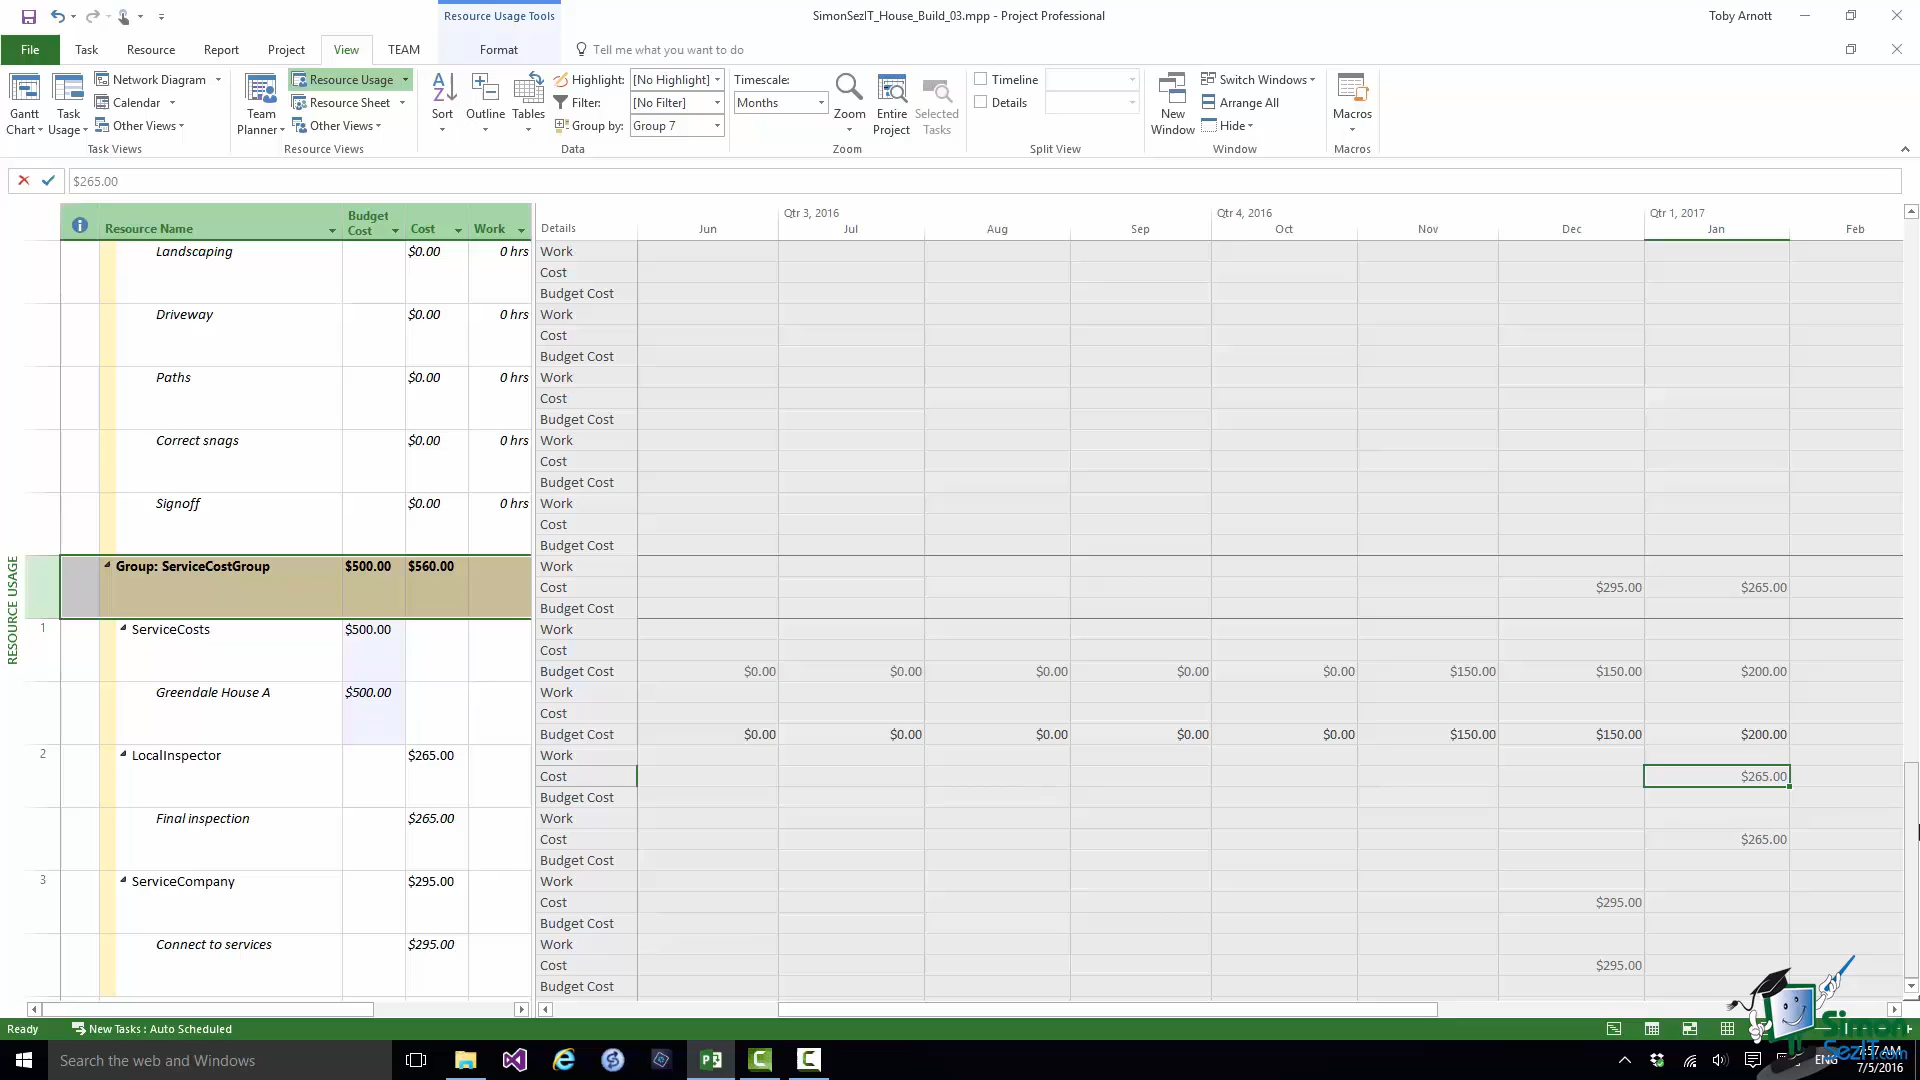 Resource Usage Tools
SimonSezIT_House_Build_03.mpp - Project Professional
Toby Arnott
File Task Resource Report Project View TEAM Format Tell me what you want to do
Gantt Chart
Task Usage
Network Diagram
Calendar
Other Views
Task Views
Team Planner
Resource Usage
Resource Sheet
Other Views
Resource Views
Sort
Outline
Tables
Highlight: [No Highlight]
Filter: [No Filter]
Group by: Group 7
Data
Timescale:
Months
Zoom
Entire Project
Selected Tasks
Zoom
Timeline
Details
Split View
New Window
Switch Windows
Arrange All
Hide
Window
Macros
Macros
$265.00
Resource Name Budget Cost Cost Work Details
Qtr 3, 2016 Qtr 4, 2016 Qtr 1, 2017
Jun Jul Aug Sep Oct Nov Dec Jan Feb
Landscaping $0.00 0 hrs Work
Cost
Budget Cost
Driveway $0.00 0 hrs Work
Cost
Budget Cost
Paths $0.00 0 hrs Work
Cost
Budget Cost
Correct snags $0.00 0 hrs Work
Cost
Budget Cost
Signoff $0.00 0 hrs Work
Cost
Budget Cost
RESOURCE USAGE
Group: ServiceCostGroup $500.00 $560.00 Work
Cost $295.00 $265.00
Budget Cost
1 ServiceCosts $500.00 Work
Cost
Budget Cost $0.00 $0.00 $0.00 $0.00 $0.00 $150.00 $150.00 $200.00
Greendale House A $500.00 Work
Cost
Budget Cost $0.00 $0.00 $0.00 $0.00 $0.00 $150.00 $150.00 $200.00
2 LocalInspector $265.00 Work
Cost $265.00
Budget Cost
Final inspection $265.00 Work
Cost $265.00
Budget Cost
3 ServiceCompany $295.00 Work
Cost $295.00
Budget Cost
Connect to services $295.00 Work
Cost $295.00
Budget Cost
Ready New Tasks : Auto Scheduled
Simon SezIT.com
Search the web and Windows
ENG
7/5/2016